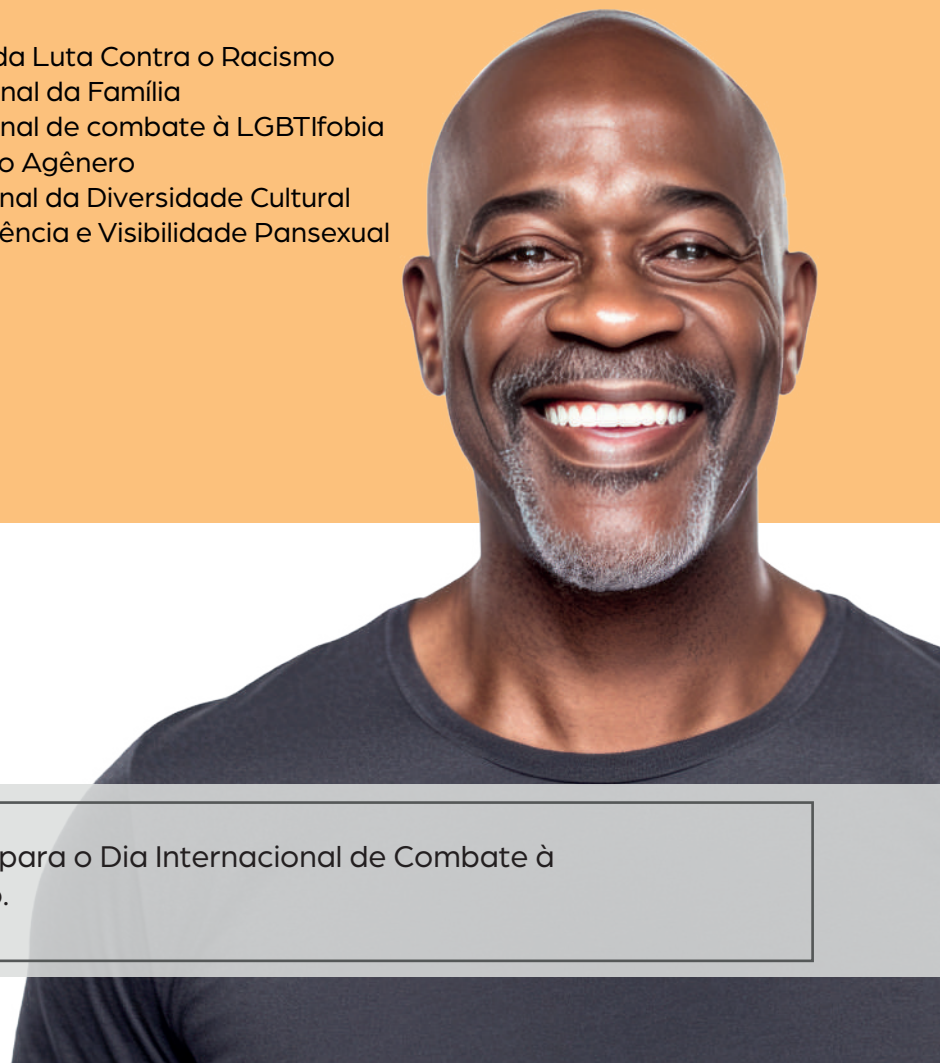 da Luta Contra o Racismo
nal da Família
nal de combate à LGBTIfobia
o Agênero
nal da Diversidade Cultural
ência e Visibilidade Pansexual
para o Dia Internacional de Combate à
o.